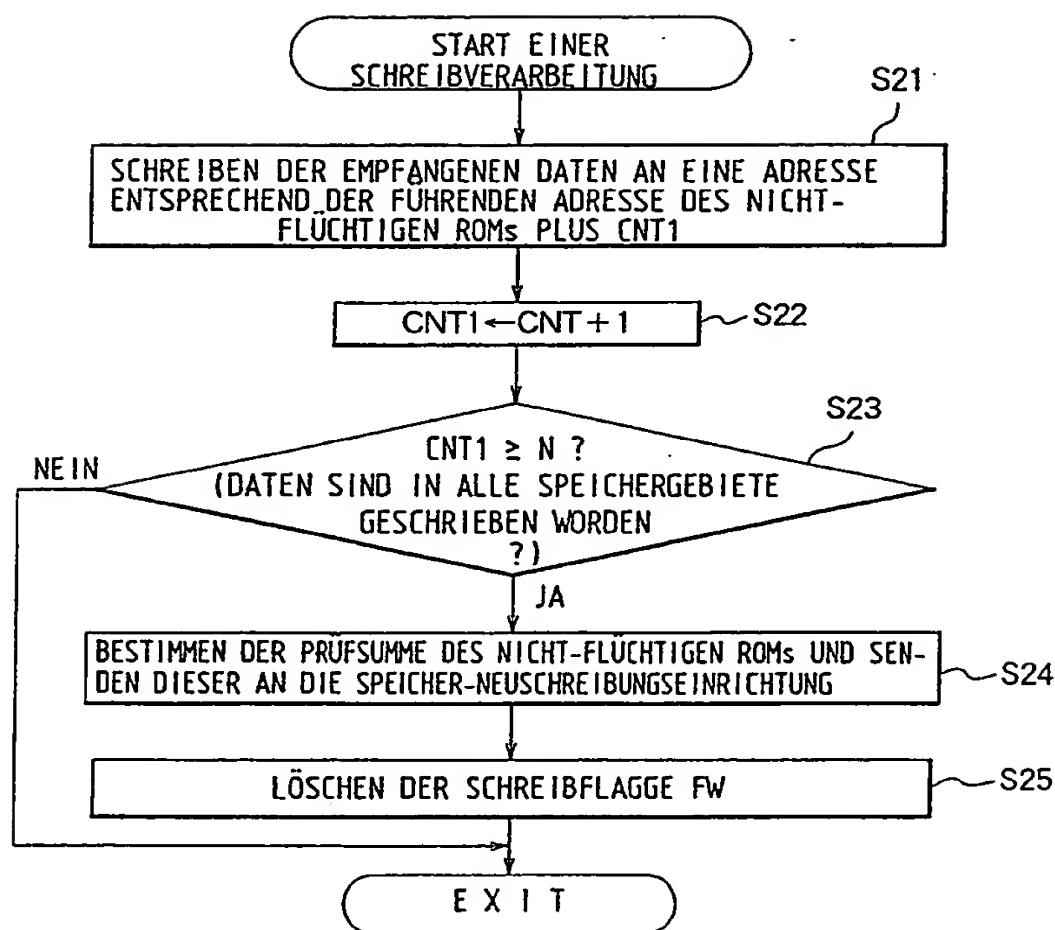 START EINER
SCHREIBVERARBEITUNG
S21
SCHREIBEN DER EMPFANGENEN DATEN AN EINE ADRESSE
ENTSPRECHEND DER FÜHRENDEN ADRESSE DES NICHT-
FLÜCHTIGEN ROMs PLUS CNT1
CNT1←CNT+1
S22
S23
CNT1 ≥ N ?
NEIN
(DATEN SIND IN ALLE SPEICHERGEBIETE
GESCHRIEBEN WORDEN
?)
JA
BESTIMMEN DER PRÜFSUMME DES NICHT-FLÜCHTIGEN ROMs UND SEN-
DEN DIESER AN DIE SPEICHER-NEUSCHREIBUNGSEINRICHTUNG
S24
LÖSCHEN DER SCHREIBFLAGGE FW
S25
EXIT